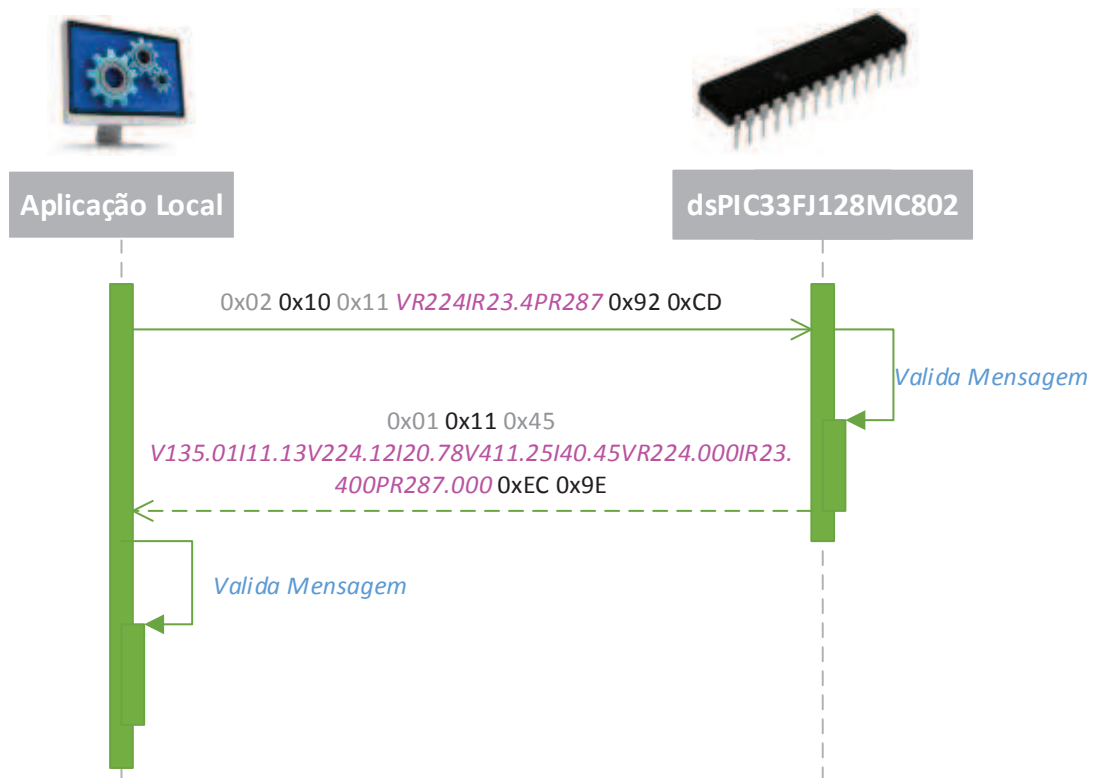 Aplicação Local
dsPIC33FJ128MC802
0x02 0x10 0x11 VR224IR23.4PR287 0x92 0xCD
Valida Mensagem
0x01 0x11 0x45
V135.01I11.13V224.12I20.78V411.25I40.45VR224.000IR23.
400PR287.000 0xEC 0x9E
Valida Mensagem